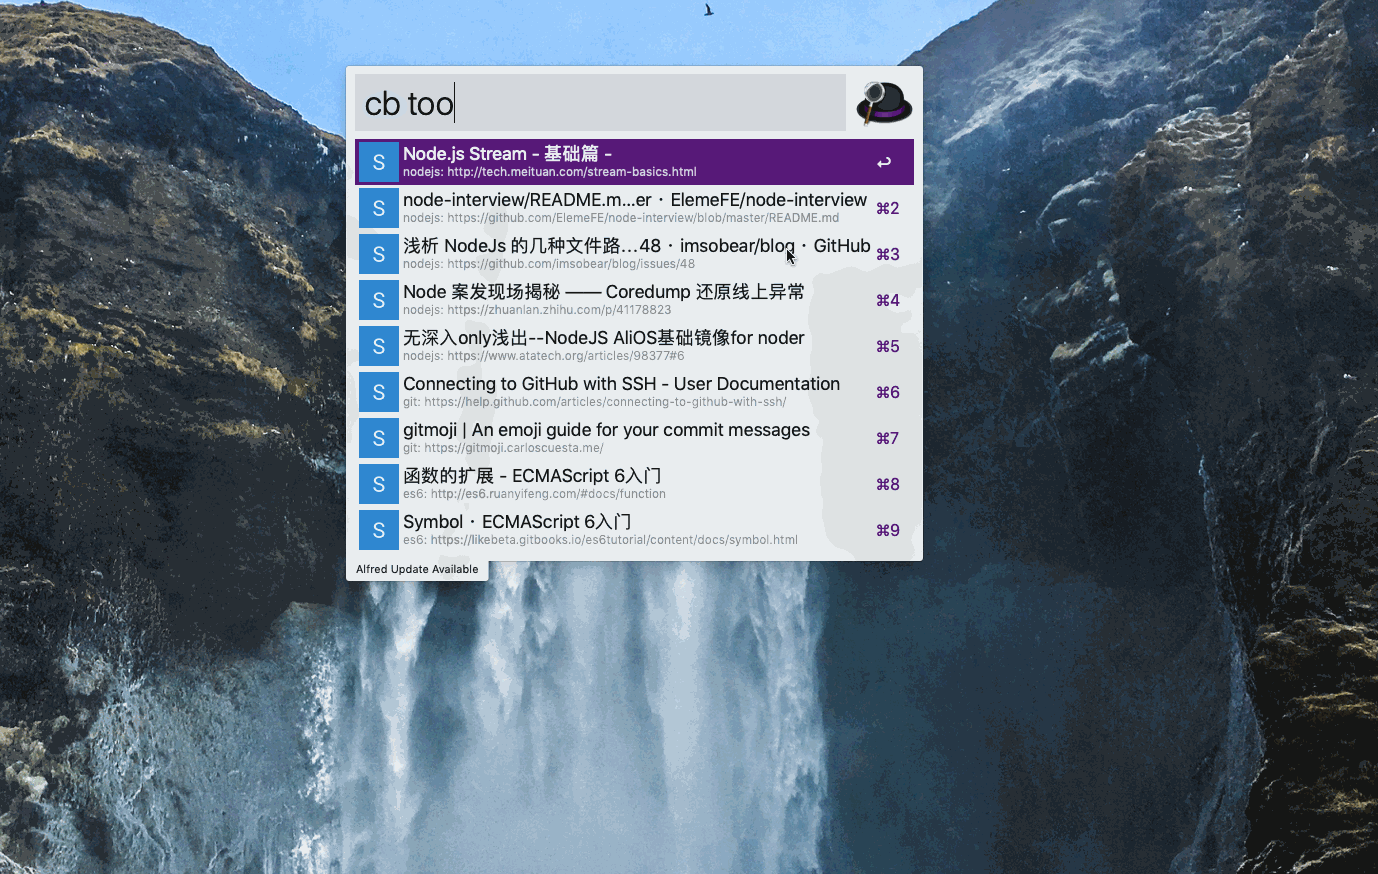 cb too
S
Node.js Stream - 基础篇 -
nodejs: http://tech.meituan.com/stream-basics.html
S
node-interview/README.m...er · ElemeFE/node-interview
nodejs: https://github.com/ElemeFE/node-interview/blob/master/README.md
⌘2
S
浅析 NodeJs 的几种文件路...48 · imsobear/blog · GitHub
nodejs: https://github.com/imsobear/blog/issues/48
⌘3
S
Node 案发现场揭秘 —— Coredump 还原线上异常
nodejs: https://zhuanlan.zhihu.com/p/41178823
⌘4
S
无深入only浅出--NodeJS AliOS基础镜像for noder
nodejs: https://www.atatech.org/articles/98377#6
⌘5
S
Connecting to GitHub with SSH - User Documentation
git: https://help.github.com/articles/connecting-to-github-with-ssh/
⌘6
S
gitmoji | An emoji guide for your commit messages
git: https://gitmoji.carloscuesta.me/
⌘7
S
函数的扩展 - ECMAScript 6入门
es6: http://es6.ruanyifeng.com/#docs/function
⌘8
S
Symbol · ECMAScript 6入门
es6: https://likebeta.gitbooks.io/es6tutorial/content/docs/symbol.html
⌘9
Alfred Update Available